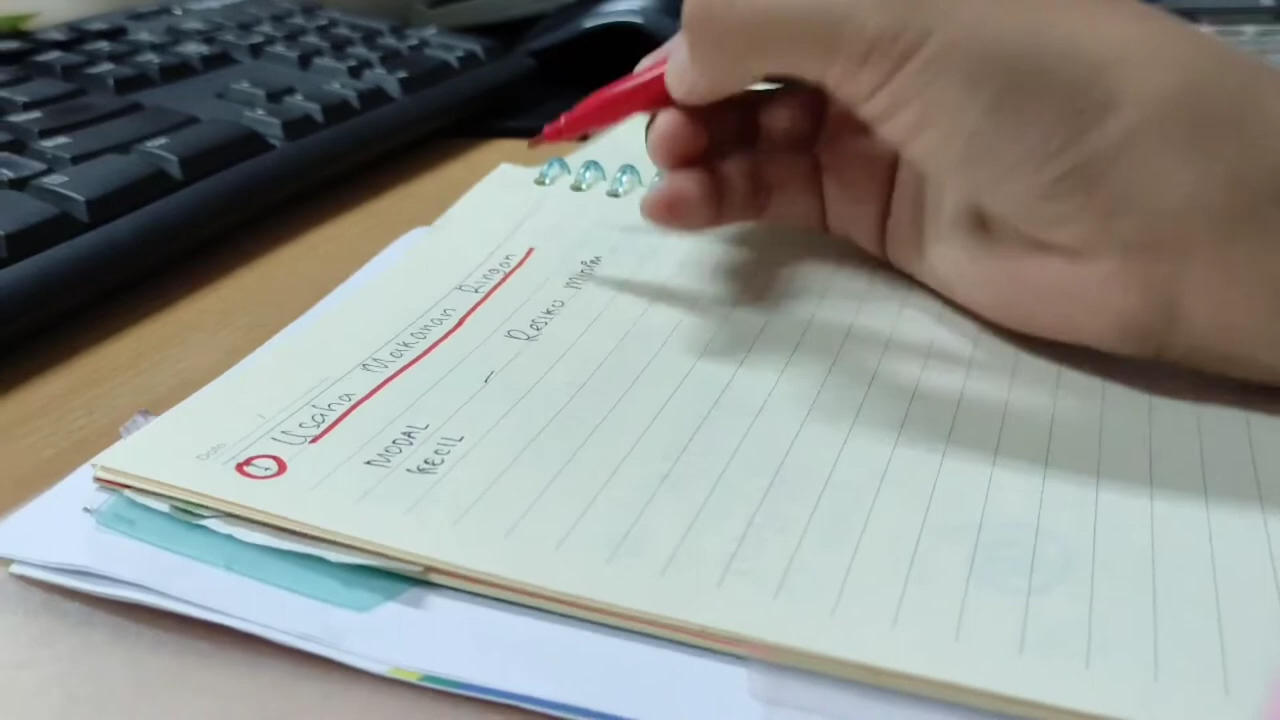 Date
1 Usaha Makanan Ringan
MODAL — Resiko Minim
KECIL